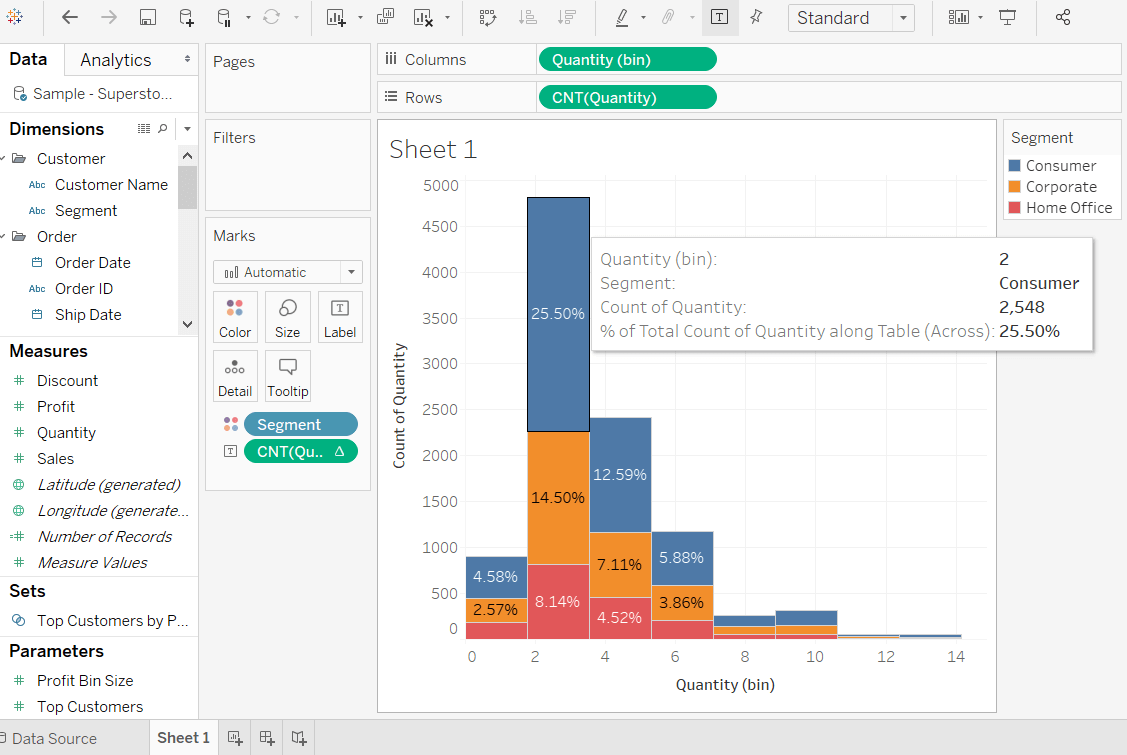 T
Standard
Data
Analytics
Sample - Supersto...
Dimensions
Customer
Abc Customer Name
Abc Segment
Order
Order Date
Abc Order ID
Ship Date
Measures
# Discount
# Profit
# Quantity
# Sales
Latitude (generated)
Longitude (generate...
=# Number of Records
# Measure Values
Sets
Top Customers by P...
Parameters
# Profit Bin Size
# Top Customers
Pages
Filters
Marks
Automatic
Color
Size
T
Label
Detail
Tooltip
Segment
T CNT(Qu.. Δ
Columns
Quantity (bin)
Rows
CNT(Quantity)
Sheet 1
Count of Quantity
5000
4500
4000
3500
3000
2500
2000
1500
1000
500
0
25.50%
14.50%
12.59%
7.11%
5.88%
4.58%
2.57%
8.14%
4.52%
3.86%
0 2 4 6 8 10 12 14
Quantity (bin)
Quantity (bin): 2
Segment: Consumer
Count of Quantity: 2,548
% of Total Count of Quantity along Table (Across): 25.50%
Segment
Consumer
Corporate
Home Office
Data Source
Sheet 1